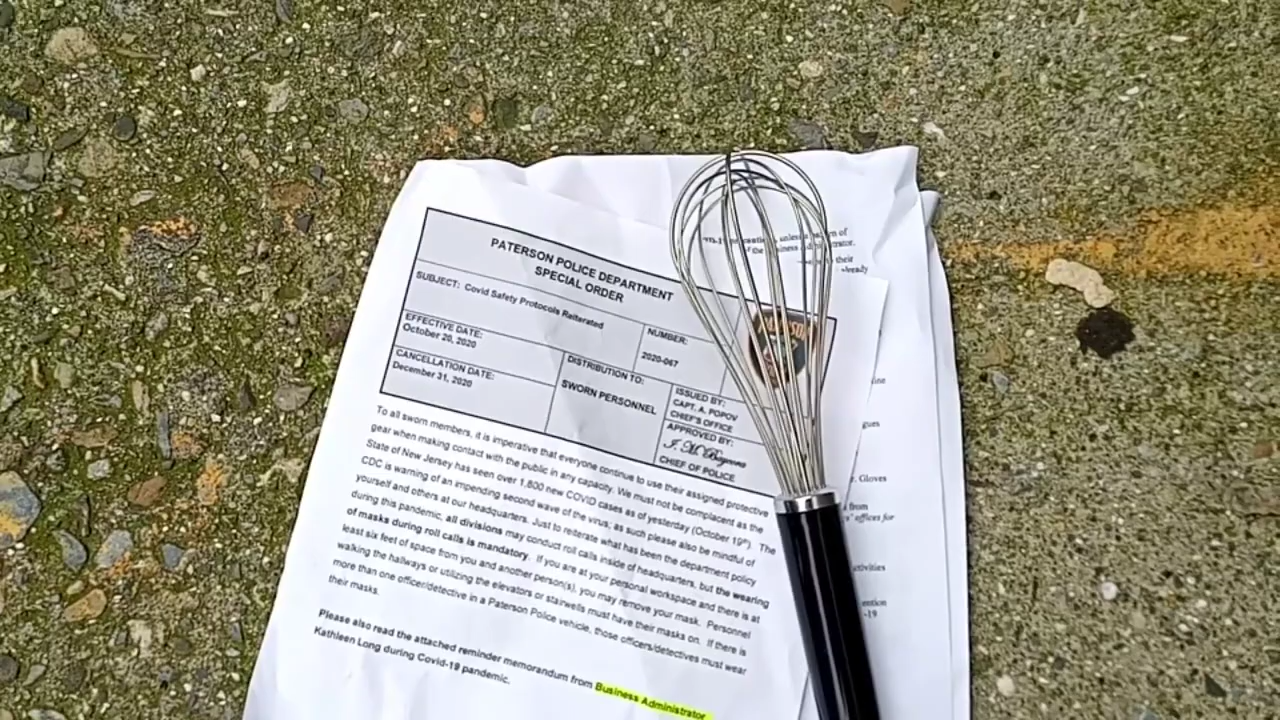 PATERSON POLICE DEPARTMENT
SPECIAL ORDER
SUBJECT: Covid Safety Protocols Reiterated
NUMBER:
2020-067
EFFECTIVE DATE:
October 20, 2020
CANCELLATION DATE:
December 31, 2020
DISTRIBUTION TO:
SWORN PERSONNEL
ISSUED BY:
CAPT. A. POPOV
CHIEF'S OFFICE
APPROVED BY:
CHIEF OF POLICE
To all sworn members, it is imperative that everyone continue to use their assigned protective
gear when making contact with the public in any capacity. We must not be complacent as the
State of New Jersey has seen over 1,800 new COVID cases as of yesterday (October 19th). The
CDC is warning of an impending second wave of the virus; as such please also be mindful of
yourself and others at our headquarters. Just to reiterate what has been the department policy
during this pandemic, all divisions may conduct roll calls inside of headquarters, but the wearing
of masks during roll calls is mandatory. If you are at your personal workspace and there is at
least six feet of space from you and another person(s), you may remove your mask. Personnel
walking the hallways or utilizing the elevators or stairwells must have their masks on. If there is
more than one officer/detective in a Paterson Police vehicle, those officers/detectives must wear
their masks.
Please also read the attached reminder memorandum from Business Administrator
Kathleen Long during Covid-19 pandemic.
unless
of
of the
their
already
Gloves
from
offices for
-19